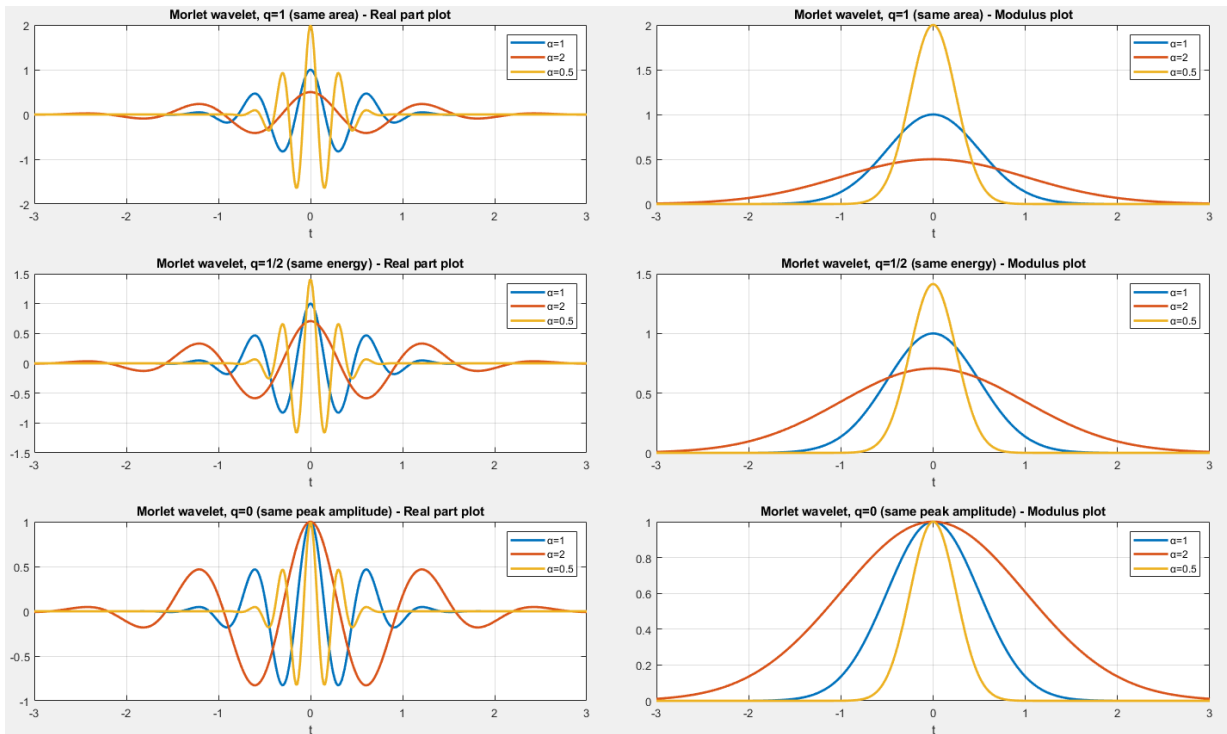 Morlet wavelet, q=1 (same area) - Real part plot
2
1
0
-1
-2
-3 -2 -1 0 1 2 3
t
α=1
α=2
α=0.5
Morlet wavelet, q=1 (same area) - Modulus plot
2
1.5
1
0.5
0
-3 -2 -1 0 1 2 3
t
α=1
α=2
α=0.5
Morlet wavelet, q=1/2 (same energy) - Real part plot
1.5
1
0.5
0
-0.5
-1
-1.5
-3 -2 -1 0 1 2 3
t
α=1
α=2
α=0.5
Morlet wavelet, q=1/2 (same energy) - Modulus plot
1.5
1
0.5
0
-3 -2 -1 0 1 2 3
t
α=1
α=2
α=0.5
Morlet wavelet, q=0 (same peak amplitude) - Real part plot
1
0.5
0
-0.5
-1
-3 -2 -1 0 1 2 3
t
α=1
α=2
α=0.5
Morlet wavelet, q=0 (same peak amplitude) - Modulus plot
1
0.8
0.6
0.4
0.2
0
-3 -2 -1 0 1 2 3
t
α=1
α=2
α=0.5